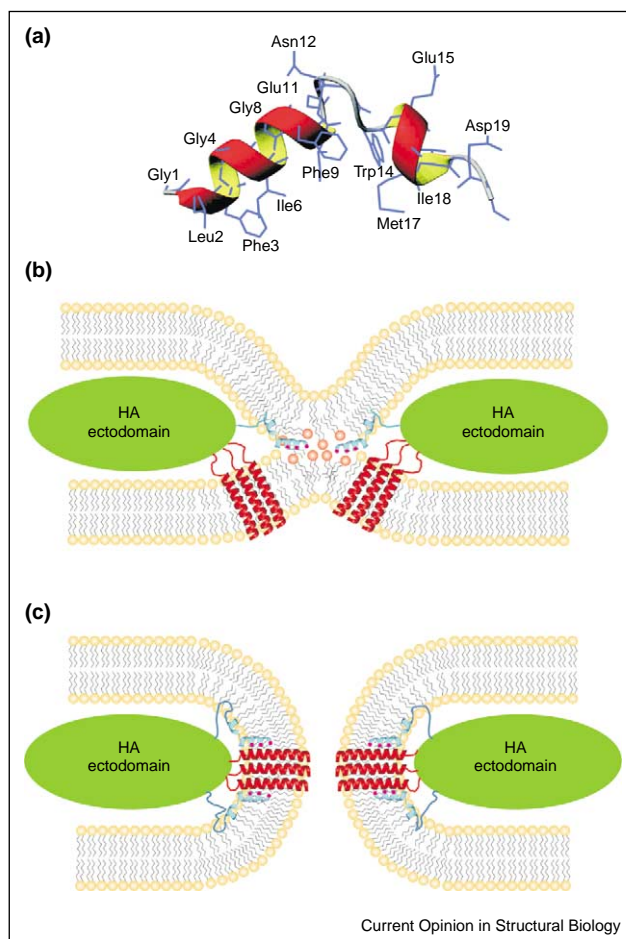 (a)
Asn12
Glu15
Glu11
Gly8
Asp19
Gly4
Gly1
Phe9
Trp14
Ile6
Ile18
Met17
Leu2
Phe3
(b)
HA
ectodomain
HA
ectodomain
(c)
HA
ectodomain
HA
ectodomain
Current Opinion in Structural Biology